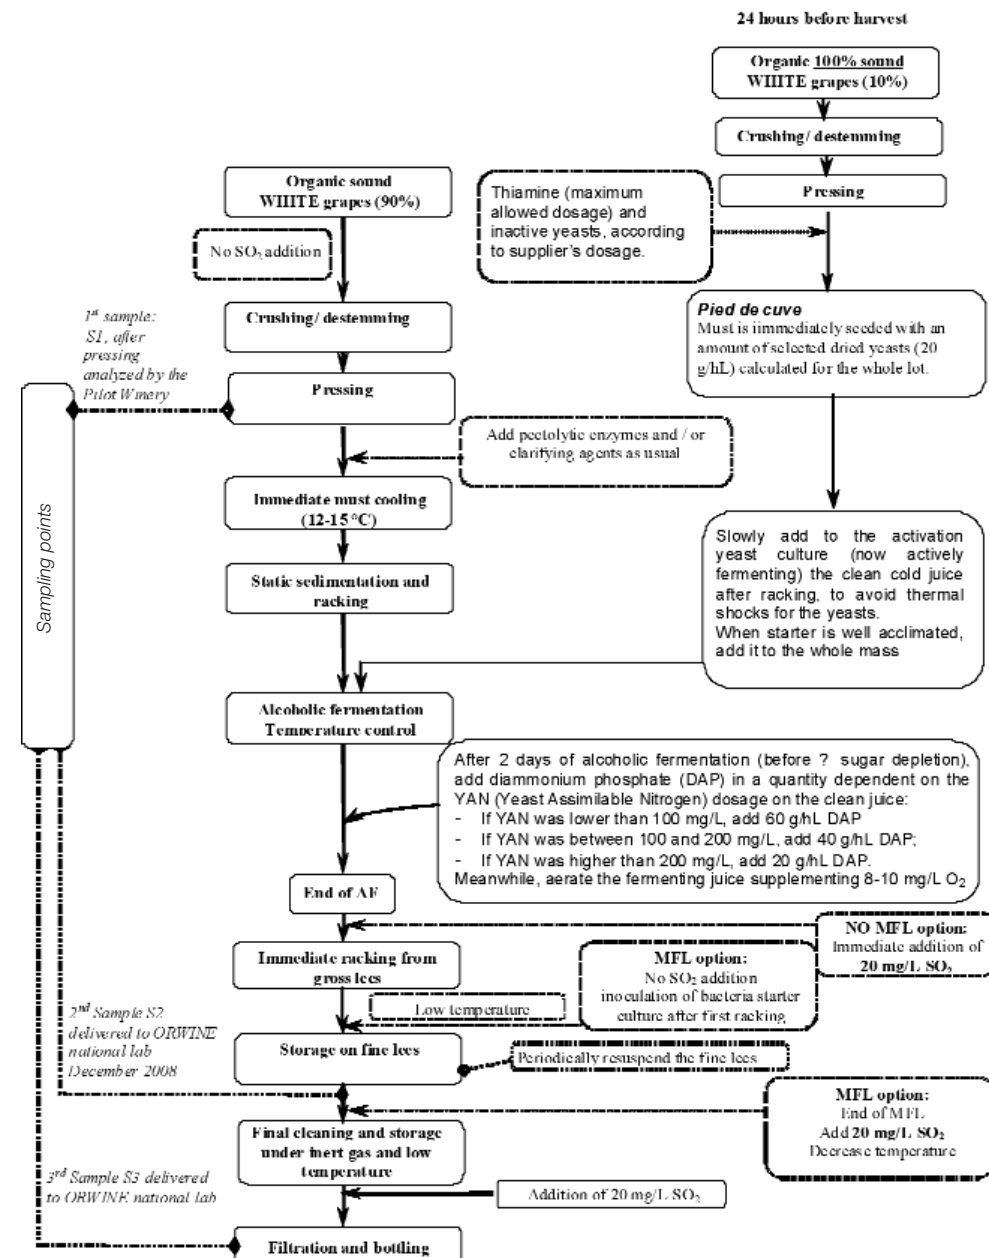 24 hours before harvest
Organic 100% sound
WHITE grapes (10%)
Crushing/ destemming
Pressing
Thiamine (maximum
allowed dosage) and
inactive yeasts, according
to supplier's dosage.
Pied de cuve
Must is iimmediately seeded with an
amount of selected dried yeasts (20
g/hL) calculated for the whole lot.
Slowly add to the activation
yeast culture (now actively
fermenting) the clean cold juice
after racking, to avoid thermal
shocks for the yeasts.
When starter is well acclimated,
add it to the whole mass
Organic sound
WHITE grapes (90%)
No SO2 addition
Crushing/ destemming
1st sample:
S1, after
pressing
analyzed by the
Pilot Winery
Pressing
Add pectolytic enzymes and / or
clarifying agents as usual
Immediate must cooling
(12-15 °C)
Static sedimentation and
racking
Sampling points
Alcoholic fermentation
Temperature control
After 2 days of alcoholic fermentation (before ? sugar depletion),
add diammonium phosphate (DAP) in a quantity dependent on the
YAN (Yeast Assimilable Nitrogen) dosage on the clean juice:
- If YAN was lower than 100 mg/L, add 60 g/hL DAP
- If YAN was between 100 and 200 mg/L, add 40 g/hL DAP;
- If YAN was higher than 200 mg/L, add 20 g/hL DAP.
Meanwhile, aerate the fermenting juice supplementing 8-10 mg/L O2
End of AF
NO MFL option:
Immediate addition of
20 mg/L SO2
Immediate racking from
gross lees
MFL option:
No SO2 addition
inoculation of bacteria starter
culture after first racking
Low temperature
2nd Sample S2
delivered to ORWINE
national lab
December 2008
Storage on fine lees
Periodically resuspend the fine lees
MFL option:
End of MFL
Add 20 mg/L SO2
Decrease temperature
Final cleaning and storage
under inert gas and low
temperature
3rd Sample S3 delivered
to ORWINE national lab
Addition of 20 mg/L SO2
Filtration and bottling